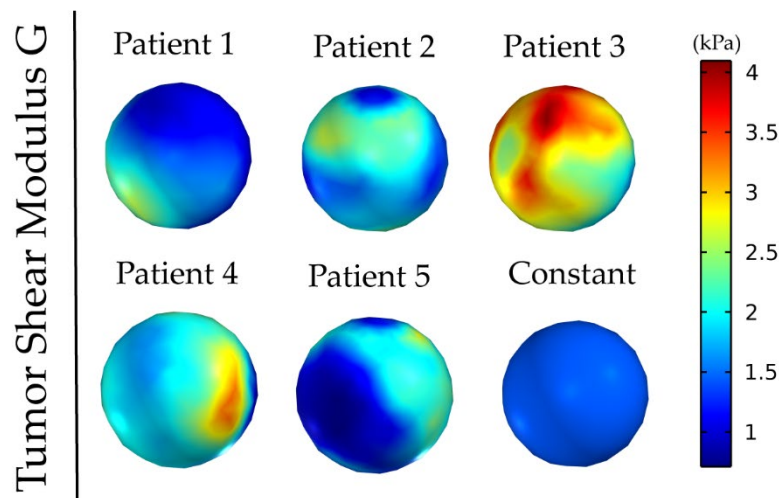 Tumor Shear Modulus G
Patient 1
Patient 2
Patient 3
(kPa)
4
3.5
3
2.5
2
1.5
1
Patient 4
Patient 5
Constant